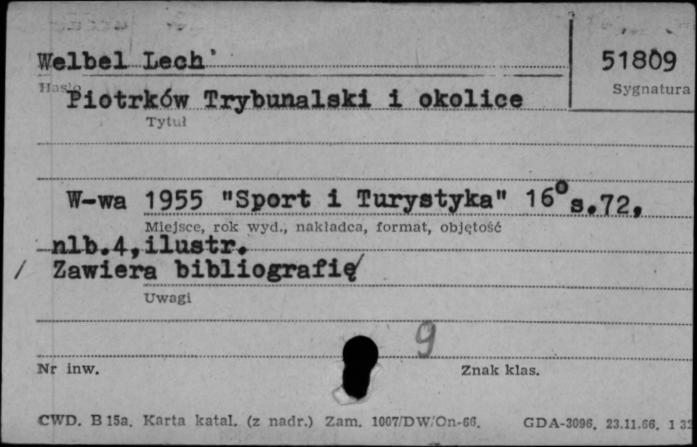 Welbel Lech
51809
Hasło
Sygnatura
Piotrków Trybunalski i okolice
Tytuł
W-wa 1955 "Sport i Turystyka" 16° s.72,
Miejsce, rok wyd., nakładca, format, objętość
nlb.4,ilustr.
/ Zawiera bibliografię/
Uwagi
9
Nr inw.
Znak klas.
CWD. B 15a. Karta katal. (z nadr.) Zam. 1007/DW/On-66. GDA-3096. 23.11.66. 1